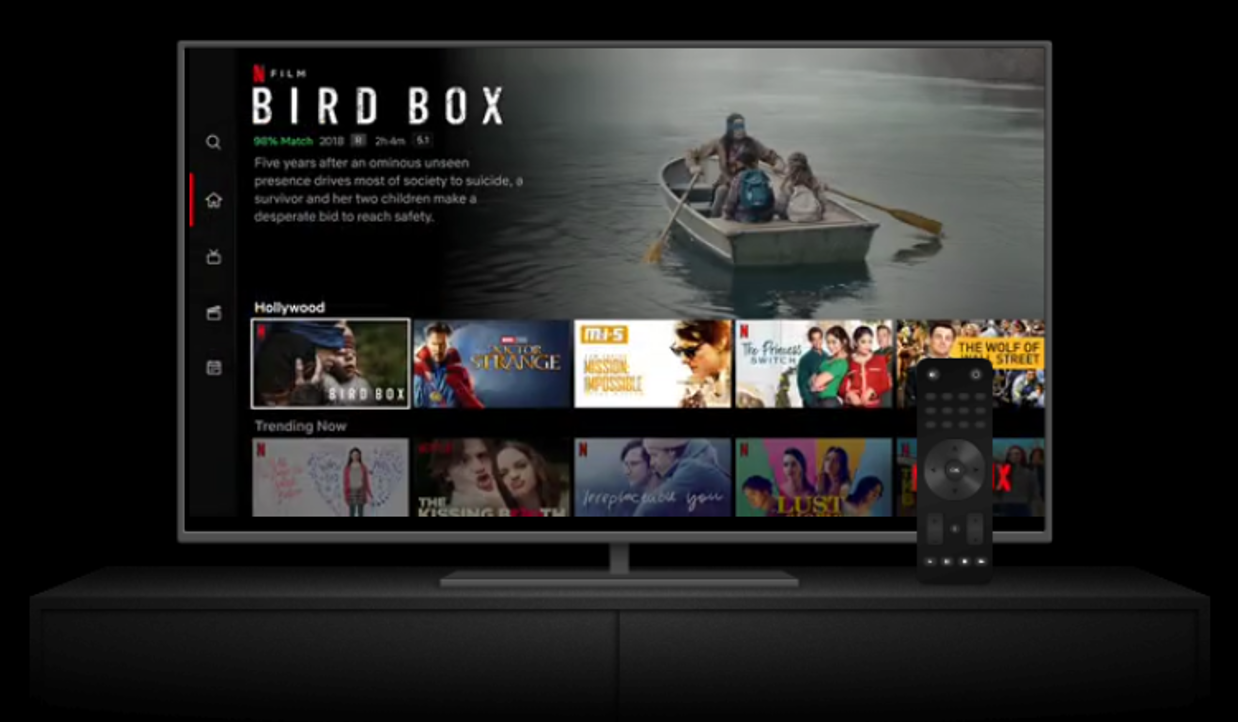 N FILM
BIRD BOX
98% Match 2018 R 2h 4m 5.1
Five years after an ominous unseen
presence drives most of society to suicide, a
survivor and her two children make a
desperate bid to reach safety.
Hollywood
N
BIRD BOX
DOCTOR
STRANGE
M:I-5
MISSION:
IMPOSSIBLE
N
The Princess
SWITCH
THE WOLF OF
WALL STREET
Trending Now
N
THE
KISSING BOOTH
N
Irreplaceable you
N
LUST
N
OK